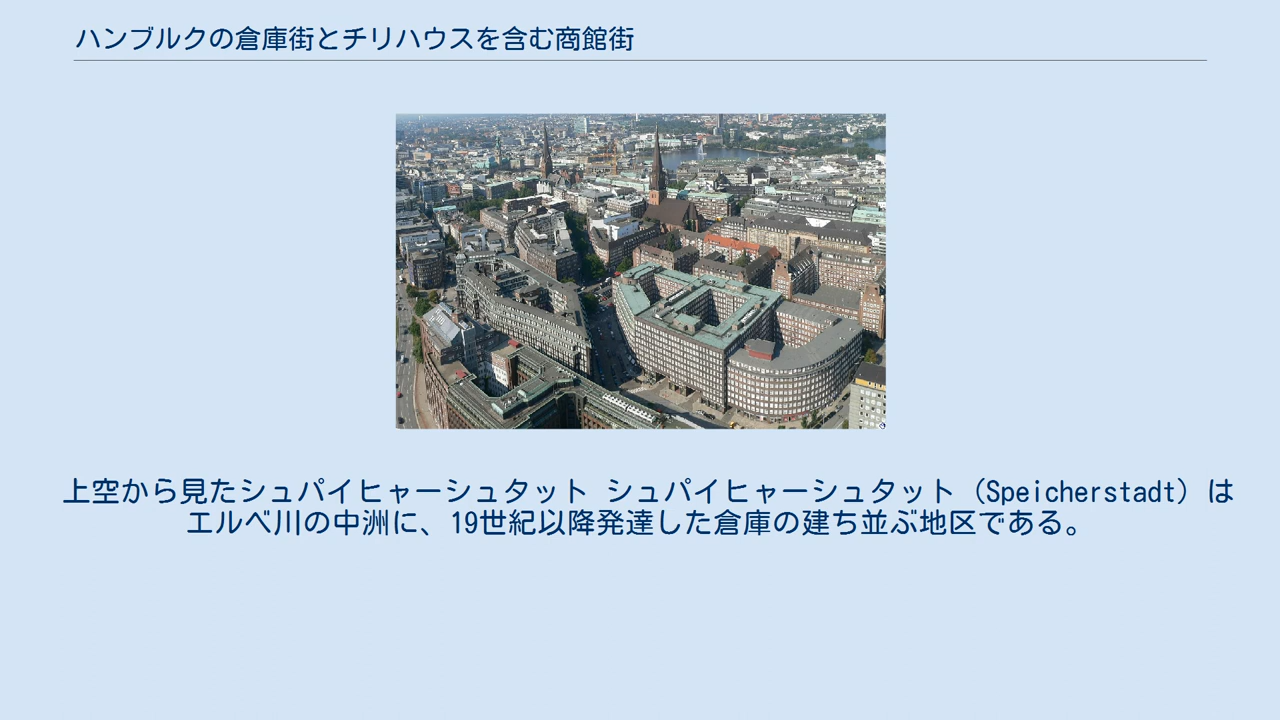 ハンブルクの倉庫街とチリハウスを含む商館街
上空から見たシュパイヒャーシュタット シュパイヒャーシュタット（Speicherstadt）は
エルベ川の中洲に、19世紀以降発達した倉庫の建ち並ぶ地区である。